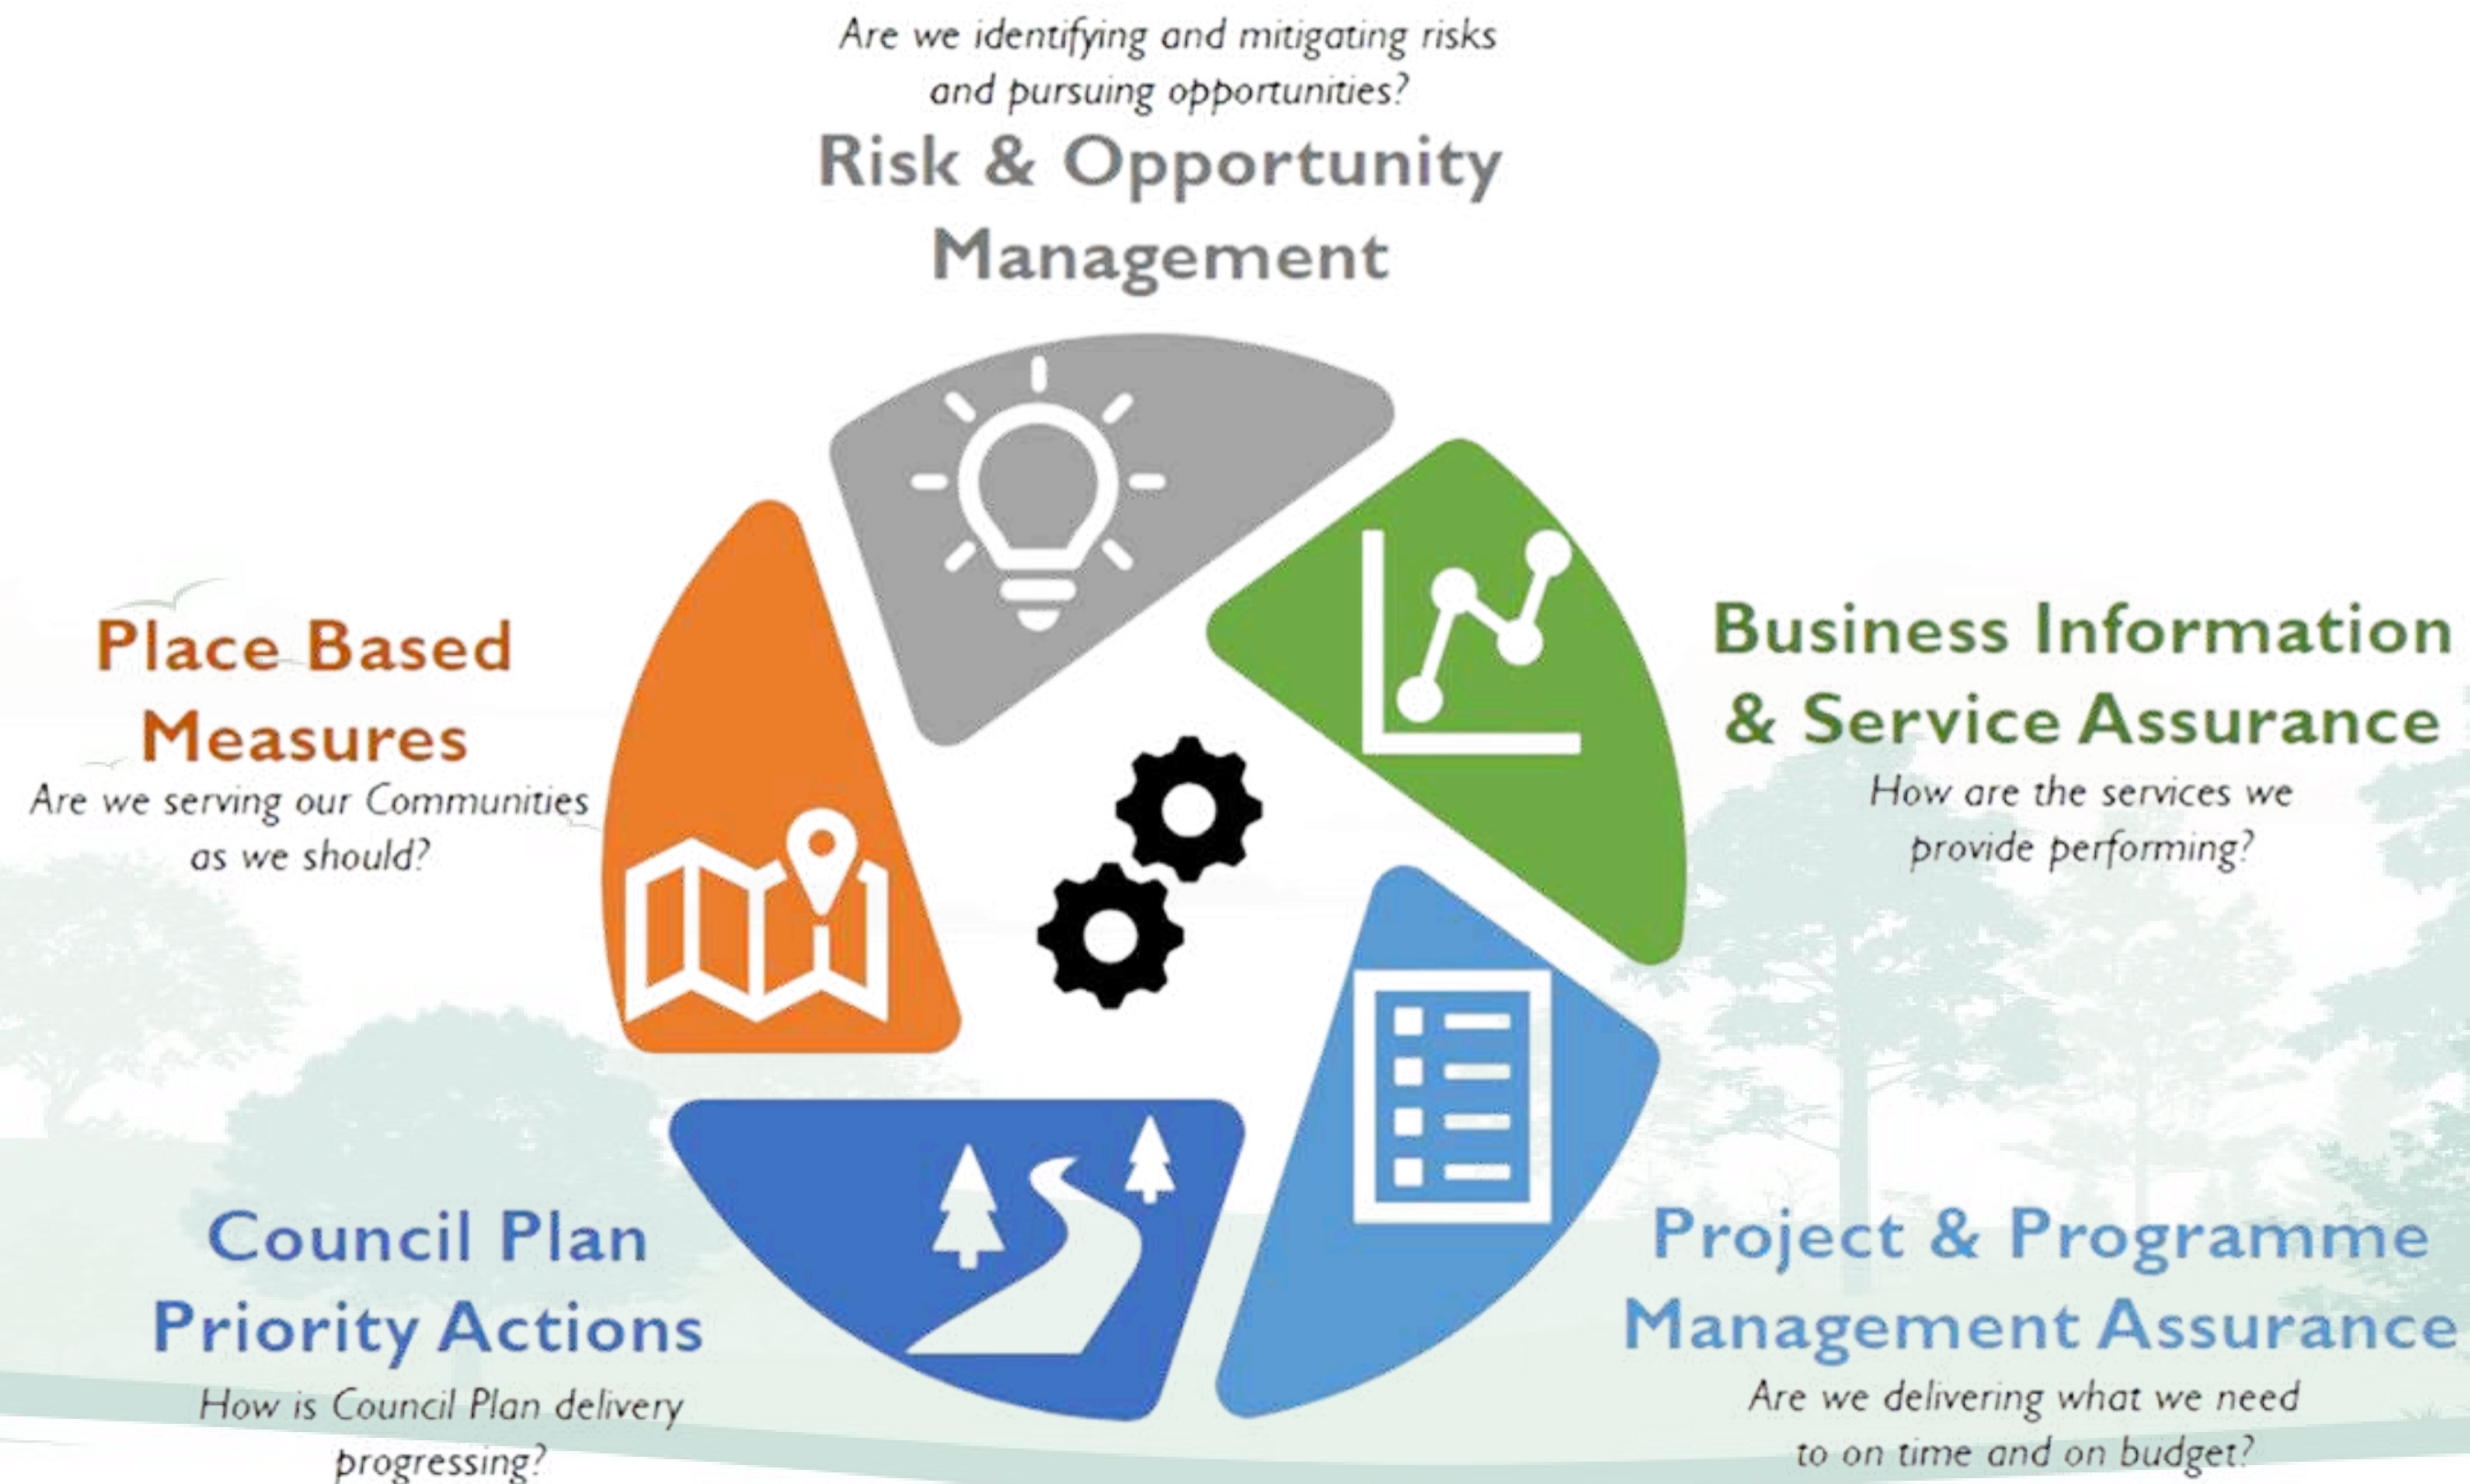 Are we identifying and mitigating risks
and pursuing opportunities?
Risk & Opportunity
Management
Place Based
Measures
Are we serving our Communities
as we should?
Business Information
& Service Assurance
How are the services we
provide performing?
Council Plan
Priority Actions
How is Council Plan delivery
progressing?
Project & Programme
Management Assurance
Are we delivering what we need
to on time and on budget?